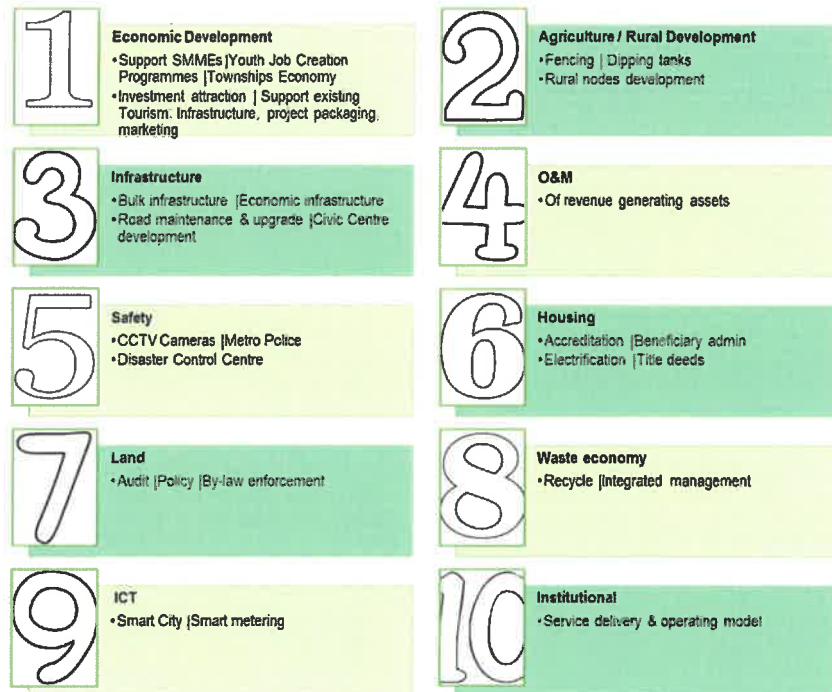 1
Economic Development
•Support SMMEs |Youth Job Creation
Programmes |Townships Economy
•Investment attraction | Support existing
Tourism: Infrastructure, project packaging,
marketing
2
Agriculture / Rural Development
•Fencing | Dipping tanks
•Rural nodes development
3
Infrastructure
•Bulk infrastructure |Economic infrastructure
•Road maintenance & upgrade |Civic Centre
development
4
O&M
•Of revenue generating assets
5
Safety
•CCTV Cameras |Metro Police
•Disaster Control Centre
6
Housing
•Accreditation |Beneficiary admin
•Electrification |Title deeds
7
Land
•Audit |Policy |By-law enforcement
8
Waste economy
•Recycle |Integrated management
9
ICT
•Smart City |Smart metering
10
Institutional
•Service delivery & operating model